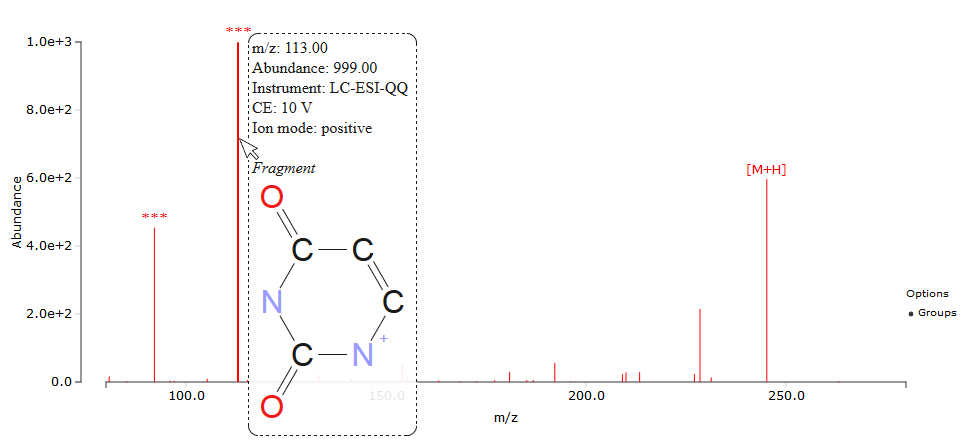 ***
1.0e+3
m/z: 113.00
Abundance: 999.00
Instrument: LC-ESI-QQ
8.0e+2
CE: 10 V
Ion mode: positive
Fragment
[M+H]
6.0e+2
Abundance
O
***
4.0e+2
C C
N C
Options
Groups
2.0e+2
C N +
O
0.0
100.0 150.0 200.0 250.0
m/z